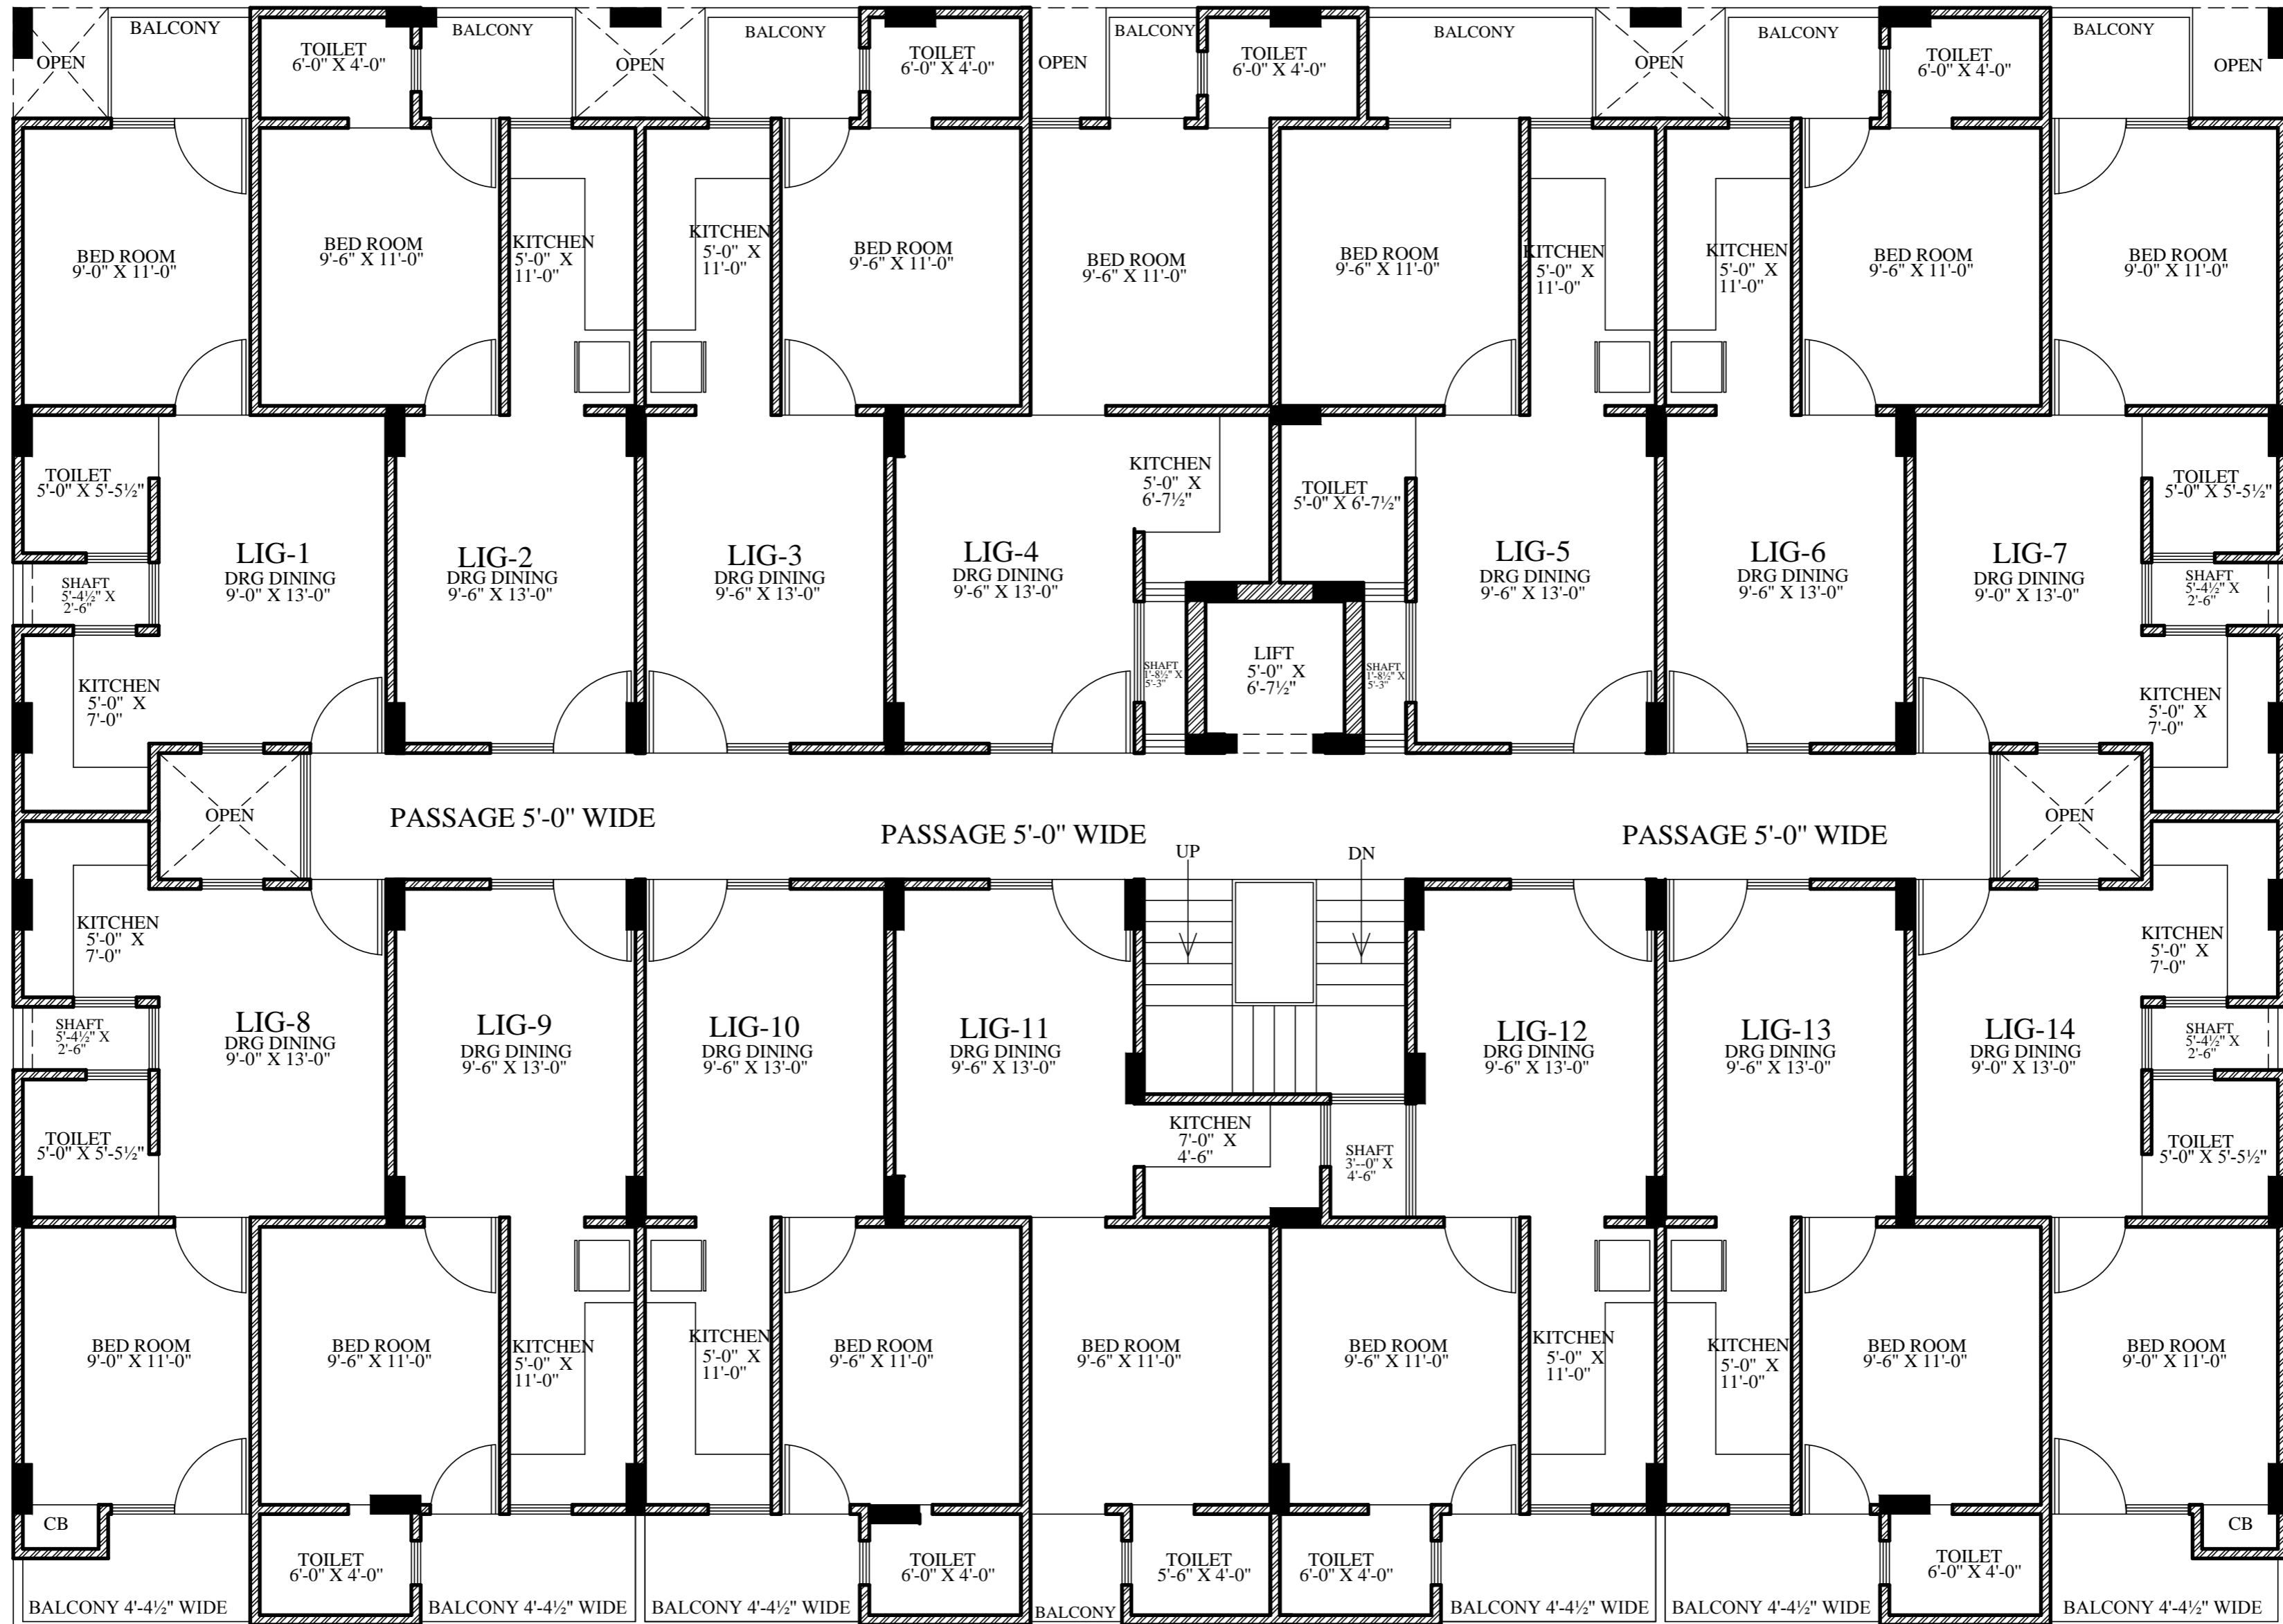 BALCONY
OPEN
TOILET
6'-0" X 4'-0"
BALCONY
OPEN
BALCONY
TOILET
6'-0" X 4'-0"
OPEN
BALCONY
TOILET
6'-0" X 4'-0"
BALCONY
OPEN
BALCONY
TOILET
6'-0" X 4'-0"
BALCONY
OPEN
BED ROOM
9'-0" X 11'-0"
BED ROOM
9'-6" X 11'-0"
KITCHEN
5'-0" X
11'-0"
KITCHEN
5'-0" X
11'-0"
BED ROOM
9'-6" X 11'-0"
BED ROOM
9'-6" X 11'-0"
BED ROOM
9'-6" X 11'-0"
KITCHEN
5'-0" X
11'-0"
KITCHEN
5'-0" X
11'-0"
BED ROOM
9'-6" X 11'-0"
BED ROOM
9'-0" X 11'-0"
TOILET
5'-0" X 5'-5½"
KITCHEN
5'-0" X
6'-7½"
TOILET
5'-0" X 6'-7½"
TOILET
5'-0" X 5'-5½"
LIG-1
DRG DINING
9'-0" X 13'-0"
LIG-2
DRG DINING
9'-6" X 13'-0"
LIG-3
DRG DINING
9'-6" X 13'-0"
LIG-4
DRG DINING
9'-6" X 13'-0"
LIG-5
DRG DINING
9'-6" X 13'-0"
LIG-6
DRG DINING
9'-6" X 13'-0"
LIG-7
DRG DINING
9'-0" X 13'-0"
SHAFT
5'-4½" X
2'-6"
SHAFT
5'-4½" X
2'-6"
KITCHEN
5'-0" X
7'-0"
SHAFT
1'-8½" X
5'-3"
LIFT
5'-0" X
6'-7½"
SHAFT
1'-8½" X
5'-3"
KITCHEN
5'-0" X
7'-0"
OPEN
PASSAGE 5'-0" WIDE
PASSAGE 5'-0" WIDE
PASSAGE 5'-0" WIDE
OPEN
UP
DN
KITCHEN
5'-0" X
7'-0"
KITCHEN
5'-0" X
7'-0"
SHAFT
5'-4½" X
2'-6"
LIG-8
DRG DINING
9'-0" X 13'-0"
LIG-9
DRG DINING
9'-6" X 13'-0"
LIG-10
DRG DINING
9'-6" X 13'-0"
LIG-11
DRG DINING
9'-6" X 13'-0"
LIG-12
DRG DINING
9'-6" X 13'-0"
LIG-13
DRG DINING
9'-6" X 13'-0"
LIG-14
DRG DINING
9'-0" X 13'-0"
SHAFT
5'-4½" X
2'-6"
TOILET
5'-0" X 5'-5½"
KITCHEN
7'-0" X
4'-6"
SHAFT
3'--0" X
4'-6"
TOILET
5'-0" X 5'-5½"
BED ROOM
9'-0" X 11'-0"
BED ROOM
9'-6" X 11'-0"
KITCHEN
5'-0" X
11'-0"
KITCHEN
5'-0" X
11'-0"
BED ROOM
9'-6" X 11'-0"
BED ROOM
9'-6" X 11'-0"
BED ROOM
9'-6" X 11'-0"
KITCHEN
5'-0" X
11'-0"
KITCHEN
5'-0" X
11'-0"
BED ROOM
9'-6" X 11'-0"
BED ROOM
9'-0" X 11'-0"
CB
CB
TOILET
6'-0" X 4'-0"
TOILET
6'-0" X 4'-0"
TOILET
5'-6" X 4'-0"
TOILET
6'-0" X 4'-0"
TOILET
6'-0" X 4'-0"
BALCONY 4'-4½" WIDE
BALCONY 4'-4½" WIDE
BALCONY 4'-4½" WIDE
BALCONY
BALCONY 4'-4½" WIDE
BALCONY 4'-4½" WIDE
BALCONY 4'-4½" WIDE